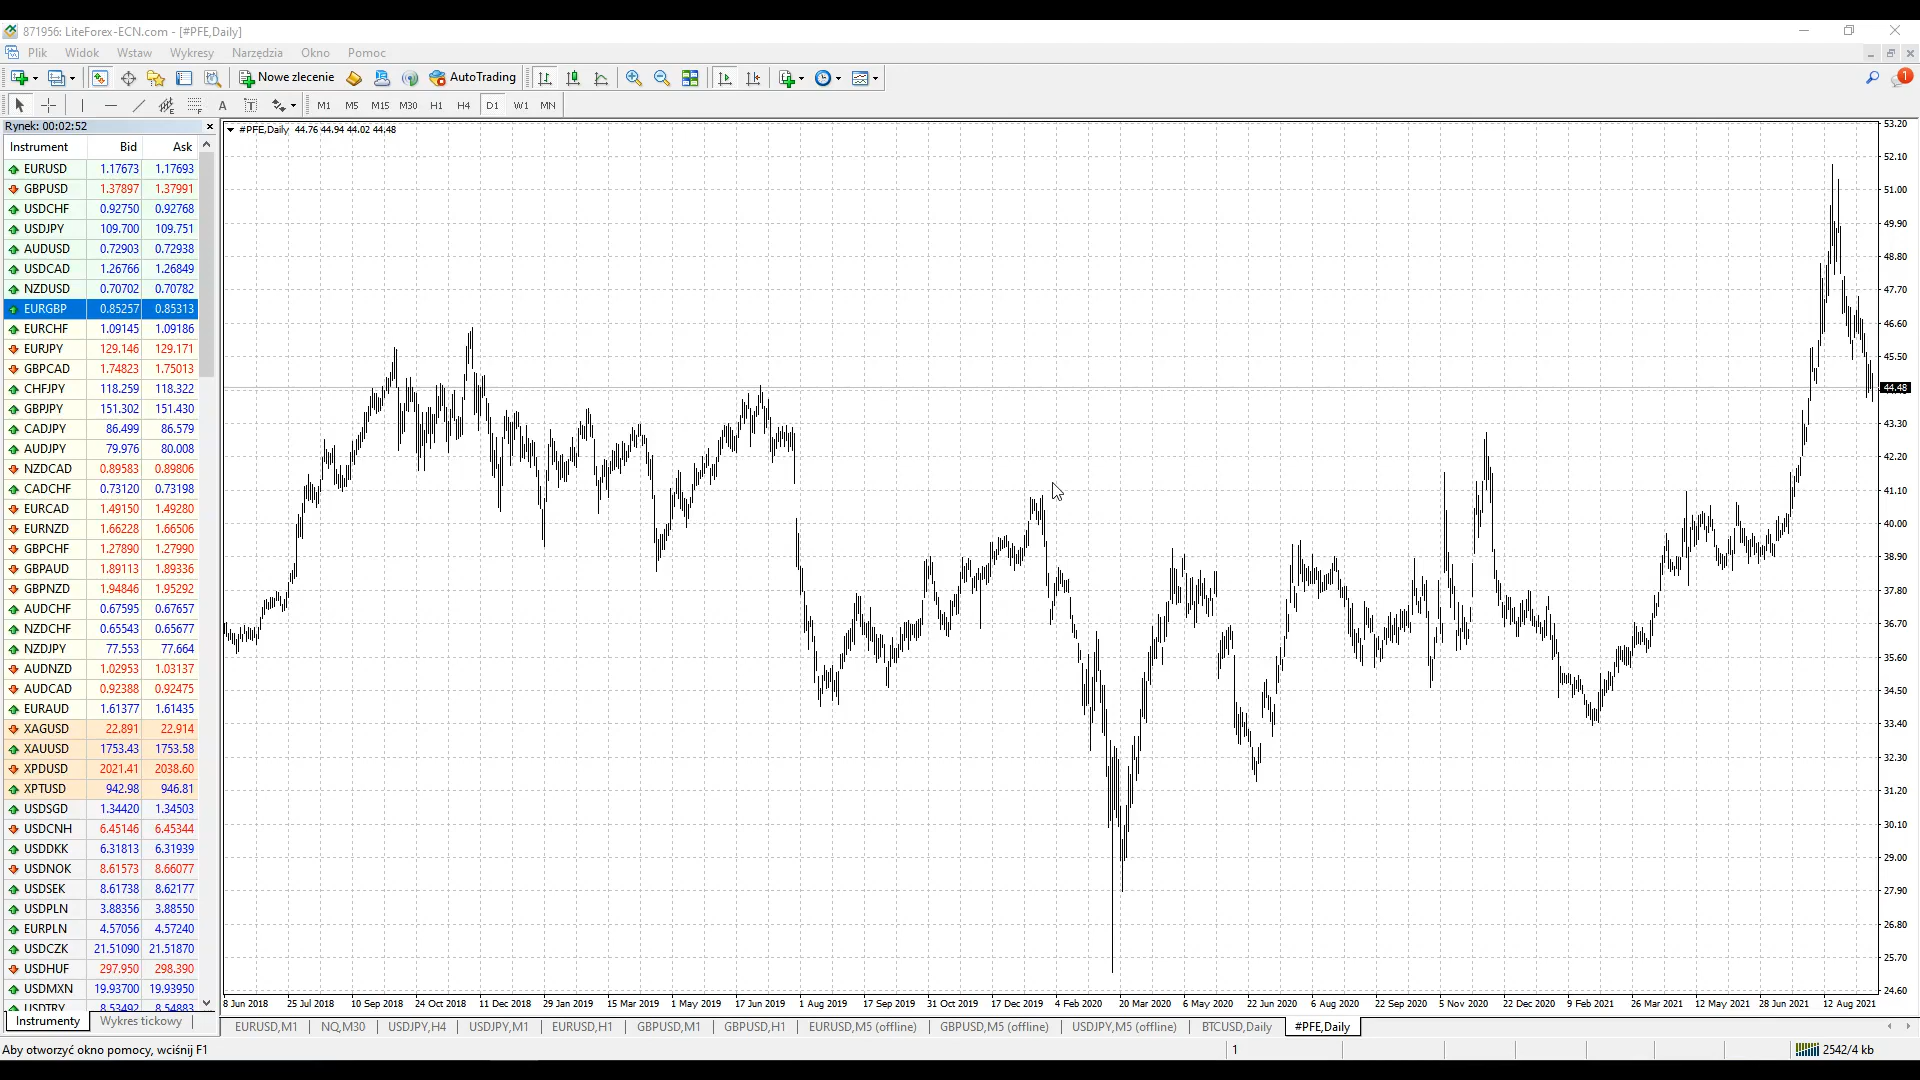 871956: LiteForex-ECN.com - [#PFE,Daily]
Plik Widok Wstaw Wykresy Narzędzia Okno Pomoc
Nowe zlecenie AutoTrading 1
A T M1 M5 M15 M30 H1 H4 D1 W1 MN
Rynek: 00:02:52
#PFE,Daily 44.76 44.94 44.02 44.48
Instrument Bid Ask
EURUSD 1.17673 1.17693
GBPUSD 1.37897 1.37991
USDCHF 0.92750 0.92768
USDJPY 109.700 109.751
AUDUSD 0.72903 0.72938
USDCAD 1.26766 1.26849
NZDUSD 0.70702 0.70782
EURGBP 0.85257 0.85313
EURCHF 1.09145 1.09186
EURJPY 129.146 129.171
GBPCAD 1.74823 1.75013
CHFJPY 118.259 118.322
GBPJPY 151.302 151.430
CADJPY 86.499 86.579
AUDJPY 79.976 80.008
NZDCAD 0.89583 0.89806
CADCHF 0.73120 0.73198
EURCAD 1.49150 1.49280
EURNZD 1.66228 1.66506
GBPCHF 1.27890 1.27990
GBPAUD 1.89113 1.89336
GBPNZD 1.94846 1.95292
AUDCHF 0.67595 0.67657
NZDCHF 0.65543 0.65677
NZDJPY 77.553 77.664
AUDNZD 1.02953 1.03137
AUDCAD 0.92388 0.92475
EURAUD 1.61377 1.61435
XAGUSD 22.891 22.914
XAUUSD 1753.43 1753.58
XPDUSD 2021.41 2038.60
XPTUSD 942.98 946.81
USDSGD 1.34420 1.34503
USDCNH 6.45146 6.45344
USDDKK 6.31813 6.31939
USDNOK 8.61573 8.66077
USDSEK 8.61738 8.62177
USDPLN 3.88356 3.88550
EURPLN 4.57056 4.57240
USDCZK 21.51090 21.51870
USDHUF 297.950 298.390
USDMXN 19.93700 19.93950
USDTRY 8.53492 8.54883
53.20
52.10
51.00
49.90
48.80
47.70
46.60
45.50
44.48
43.30
42.20
41.10
40.00
38.90
37.80
36.70
35.60
34.50
33.40
32.30
31.20
30.10
29.00
27.90
26.80
25.70
24.60
8 Jun 2018 25 Jul 2018 10 Sep 2018 24 Oct 2018 11 Dec 2018 29 Jan 2019 15 Mar 2019 1 May 2019 17 Jun 2019 1 Aug 2019 17 Sep 2019 31 Oct 2019 17 Dec 2019 4 Feb 2020 20 Mar 2020 6 May 2020 22 Jun 2020 6 Aug 2020 22 Sep 2020 5 Nov 2020 22 Dec 2020 9 Feb 2021 26 Mar 2021 12 May 2021 28 Jun 2021 12 Aug 2021
Instrumenty Wykres tickowy
EURUSD,M1 NQ,M30 USDJPY,H4 USDJPY,M1 EURUSD,H1 GBPUSD,M1 GBPUSD,H1 EURUSD,M5 (offline) GBPUSD,M5 (offline) USDJPY,M5 (offline) BTCUSD,Daily #PFE,Daily
Aby otworzyć okno pomocy, wciśnij F1 1 2542/4 kb